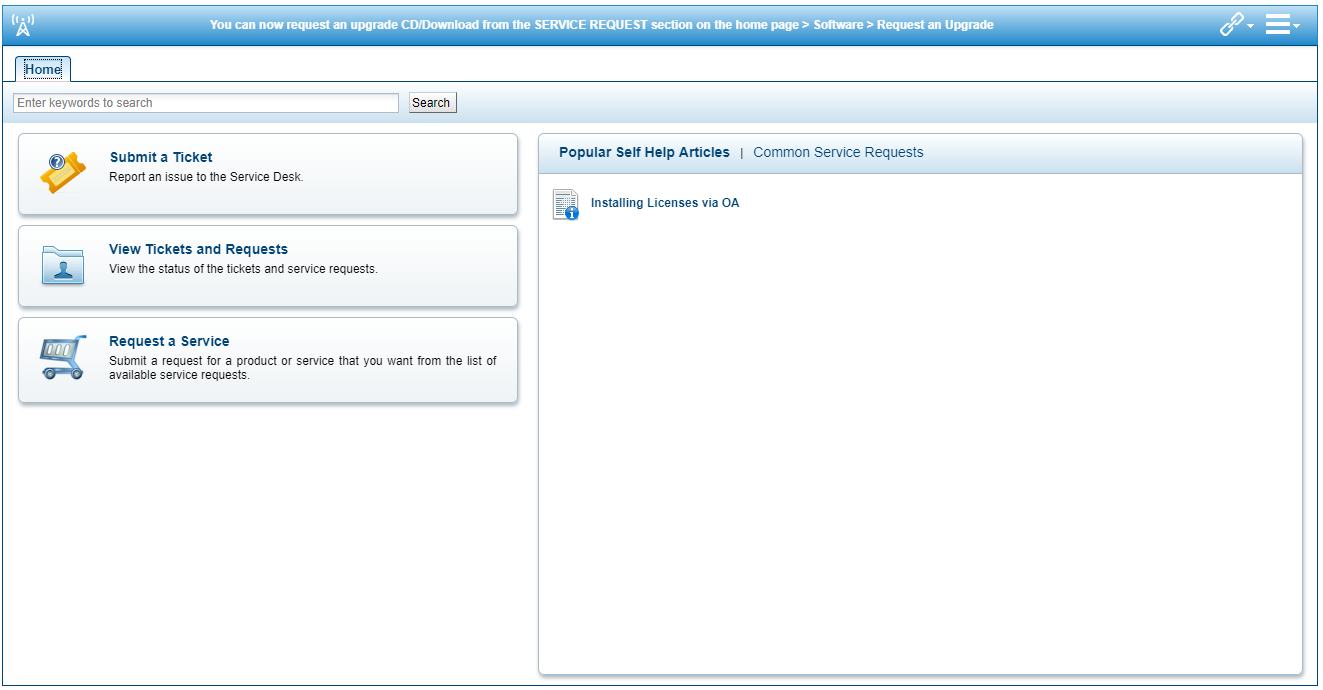 You can now request an upgrade CD/Download from the SERVICE REQUEST section on the home page > Software > Request an Upgrade
Home
Enter keywords to search
Search
Submit a Ticket
Report an issue to the Service Desk.
View Tickets and Requests
View the status of the tickets and service requests.
Request a Service
Submit a request for a product or service that you want from the list of
available service requests.
Popular Self Help Articles | Common Service Requests
Installing Licenses via OA